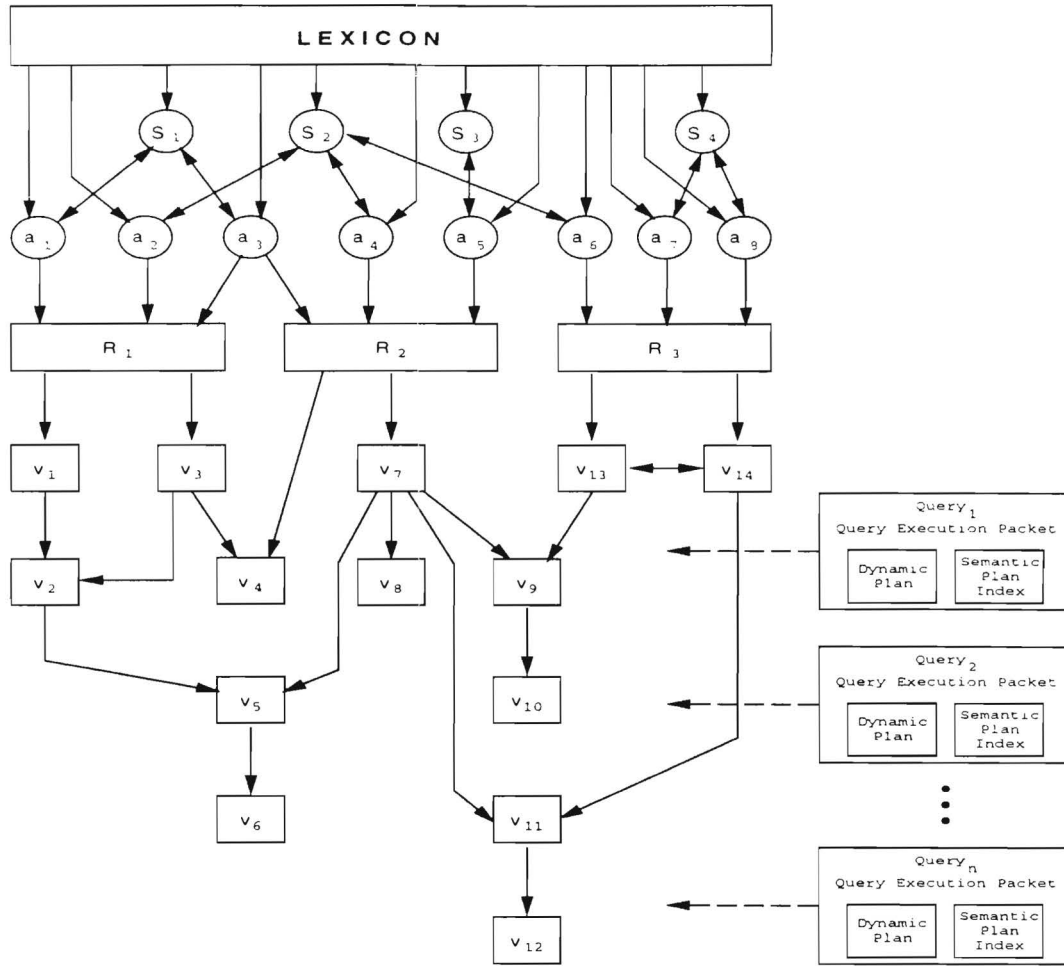 LEXICON
S1 S2 S3 S4
a1 a2 a3 a4 a5 a6 a7 a8
R1 R2 R3
v1 v3 v7 v13 v14
Query1
Query Execution Packet
Dynamic
Plan
Semantic
Plan
Index
v2 v4 v8 v9
Query2
Query Execution Packet
Dynamic
Plan
Semantic
Plan
Index
v5 v10
v6 v11
Queryn
Query Execution Packet
Dynamic
Plan
Semantic
Plan
Index
v12